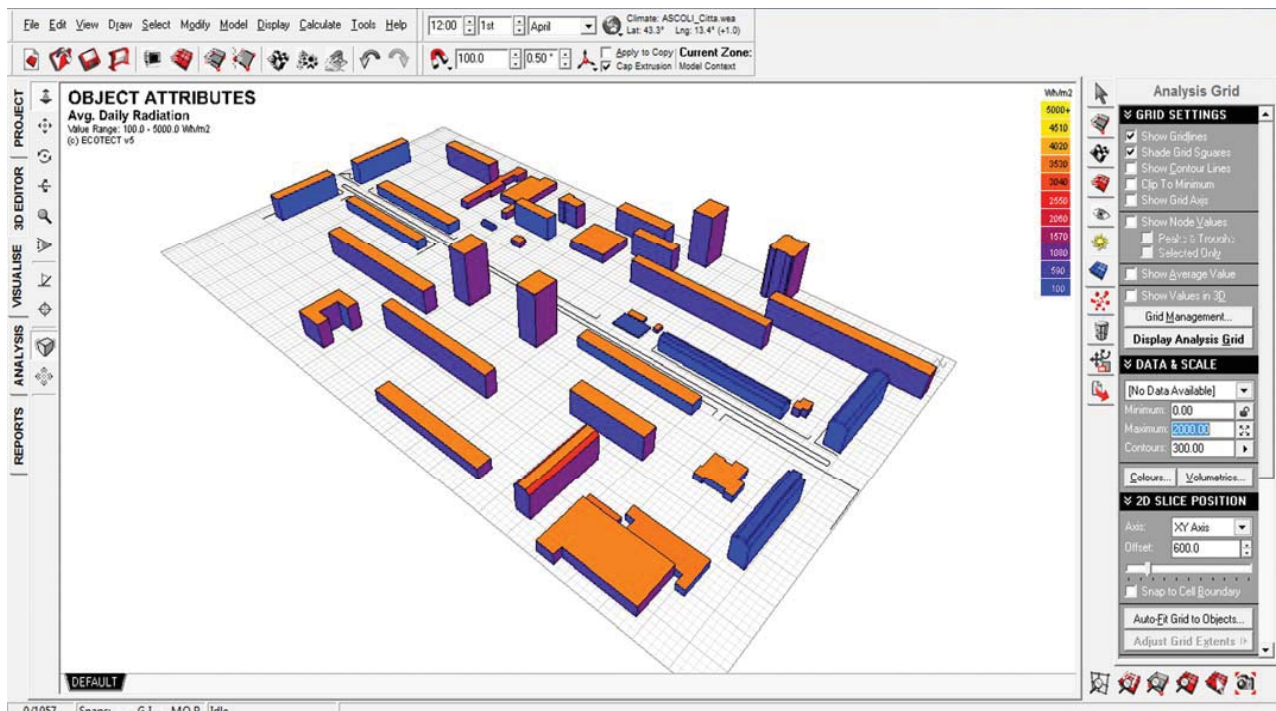 File Edit View Draw Select Modify Model Display Calculate Tools Help
12:00 1st April
Climate: ASCOLI_Citta.wea
Lat: 43.3° Lng: 13.4° (+1.0)
100.0 0.50 °
Apply to Copy
Cap Extrusion
Current Zone:
Model Context
PROJECT
3D EDITOR
VISUALISE
ANALYSIS
REPORTS
OBJECT ATTRIBUTES
Avg. Daily Radiation
Value Range: 100.0 - 5000.0 Wh/m2
(c) ECOTECT v5
Wh/m2
5000+
4510
4020
3530
3040
2550
2060
1570
1080
590
100
Analysis Grid
GRID SETTINGS
Show Gridlines
Shade Grid Squares
Show Contour Lines
Clip To Minimum
Show Grid Axis
Show Node Values
Peaks & Troughs
Selected Only
Show Average Value
Show Values in 3D
Grid Management...
Display Analysis Grid
DATA & SCALE
[No Data Available]
Minimum: 0.00
Maximum: 2000.00
Contours: 300.00
Colours... Volumetrics...
2D SLICE POSITION
Axis: XY Axis
Offset: 600.0
Snap to Cell Boundary
Auto-Fit Grid to Objects...
Adjust Grid Extents
DEFAULT